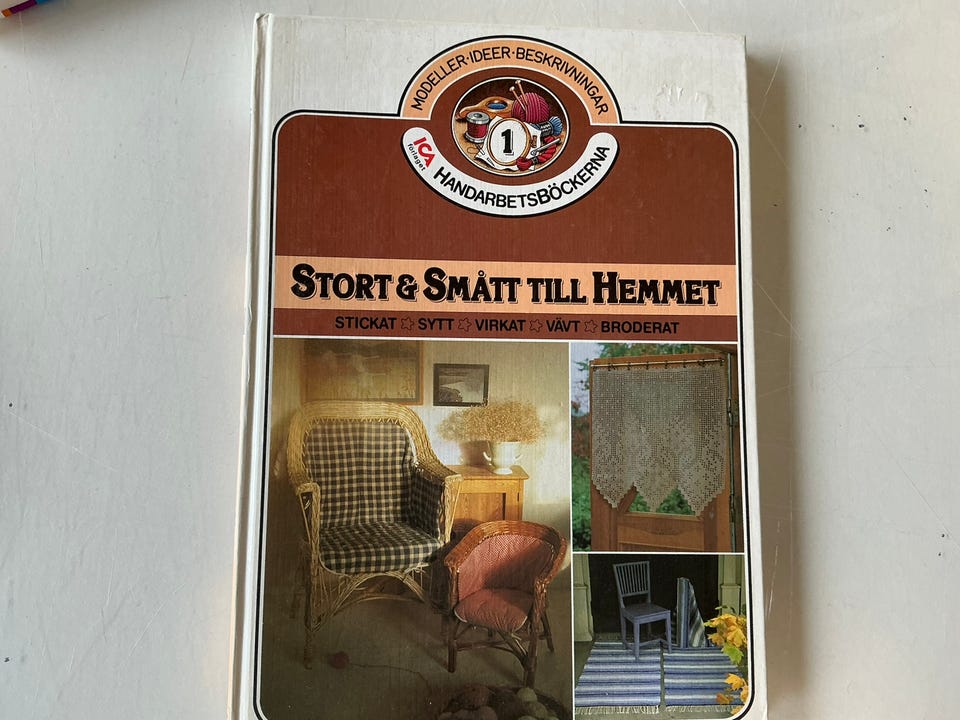 MODELLER·IDEER·BESKRIVNINGAR
1
ICA
förlaget
HANDARBETSBÖCKERNA
STORT & SMÅTT TILL HEMMET
STICKAT ☆ SYTT ☆ VIRKAT ☆ VÄVT ☆ BRODERAT